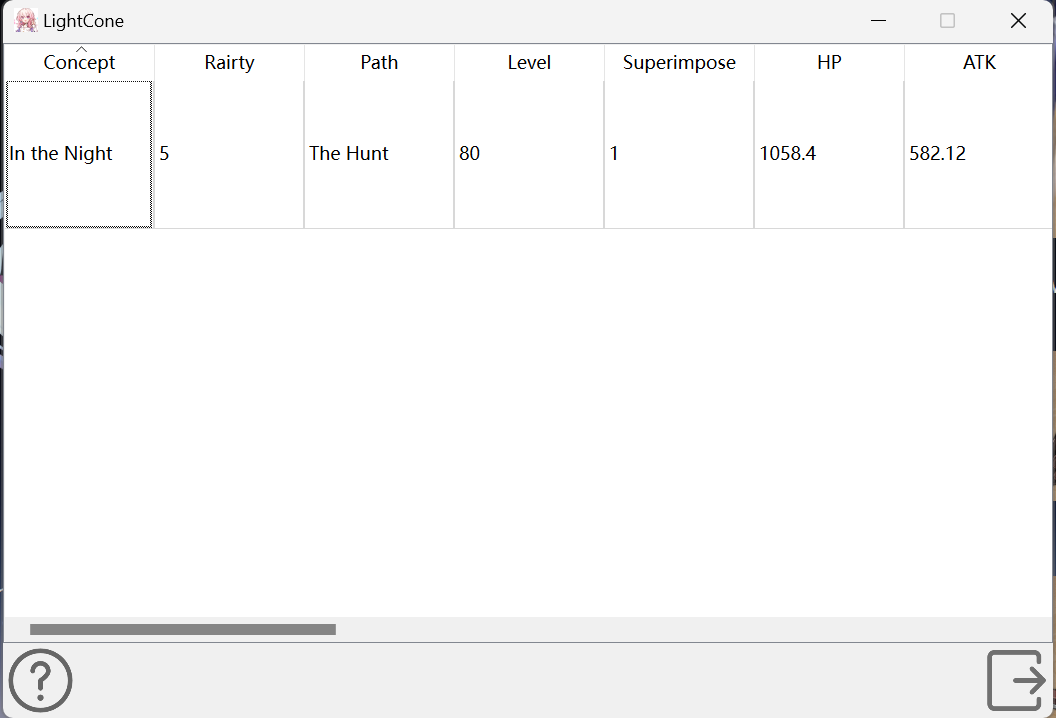 LightCone
Concept Rairty Path Level Superimpose HP ATK
In the Night 5 The Hunt 80 1 1058.4 582.12
?